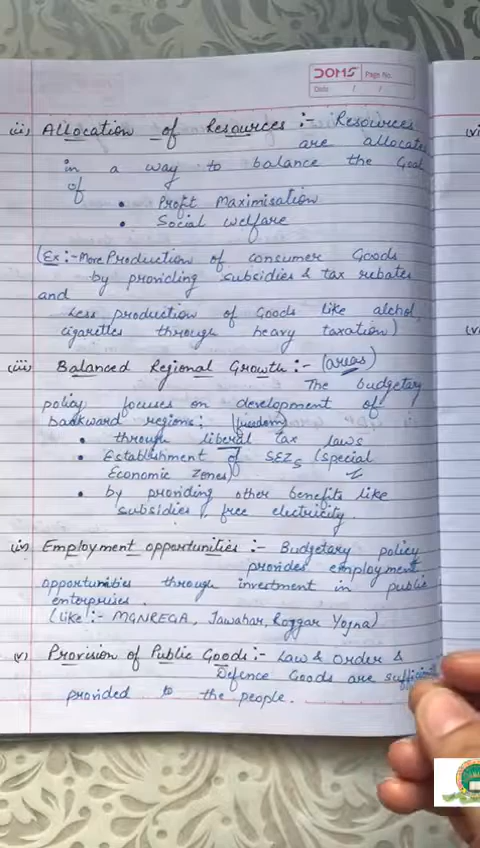 DOMS
Page No.
Date / /
(ii) Allocation of Resources :- Resources
are allocated
in a way to balance the Goal
of
• Profit Maximisation
• Social welfare
(Ex :- More Production of consumer Goods
by providing subsidies & tax rebates
and
Less production of Goods like alchol,
cigarettes through heavy taxation)
(iii) Balanced Regional Growth :- (areas)
The budgetary
policy focuses on development of
backward regions; (freedom)
• through liberal tax laws
• Establishment of SEZs (special
Economic Zones)
• by providing other benefits like
subsidies, free electricity.
(iv) Employment opportunities :- Budgetary policy
provides employment
opportunities through investment in public
enterprises.
(like :- MGNREGA, Jawahar, Rozgar Yojna)
(v) Provision of Public Goods :- Law & Order &
Defence Goods are
provided to the people.
(vi
(vi